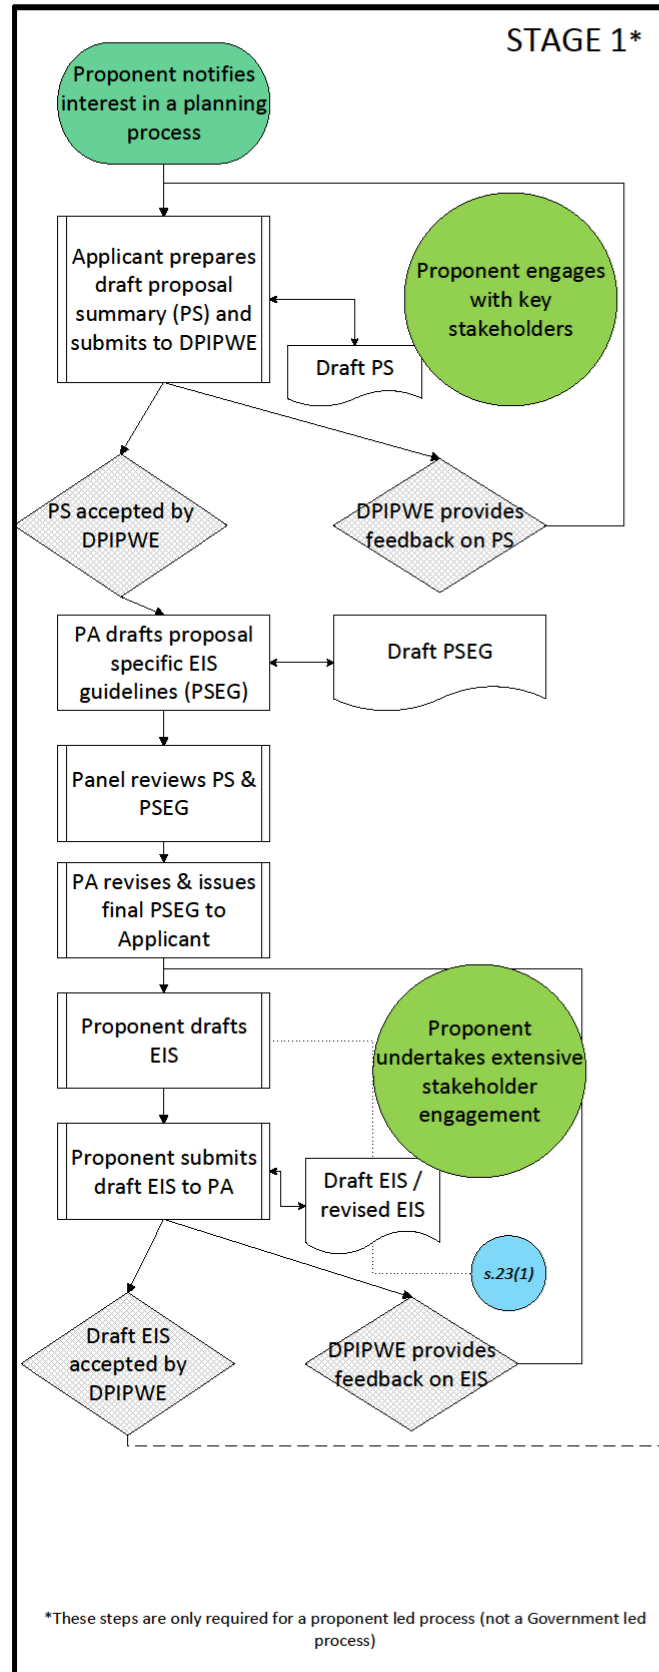 STAGE 1*
Proponent notifies
interest in a planning
process
Applicant prepares
draft proposal
summary (PS) and
submits to DPIPWE
Proponent engages
with key
stakeholders
Draft PS
PS accepted by
DPIPWE
DPIPWE provides
feedback on PS
PA drafts proposal
specific EIS
guidelines (PSEG)
Draft PSEG
Panel reviews PS &
PSEG
PA revises & issues
final PSEG to
Applicant
Proponent drafts
EIS
Proponent
undertakes extensive
stakeholder
engagement
Proponent submits
draft EIS to PA
Draft EIS /
revised EIS
s.23(1)
Draft EIS
accepted by
DPIPWE
DPIPWE provides
feedback on EIS
*These steps are only required for a proponent led process (not a Government led
process)